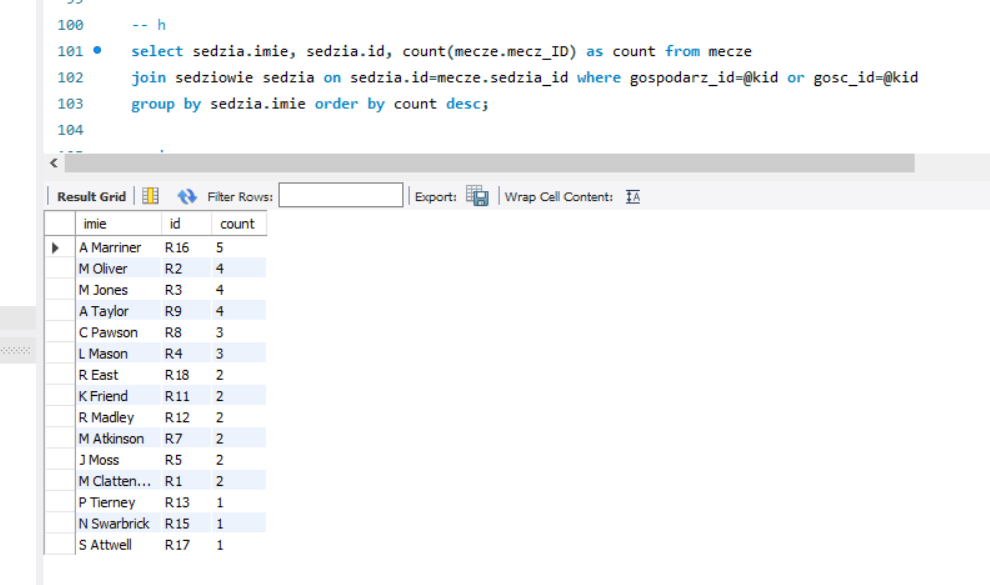 100 -- h
101 select sedzia.imie, sedzia.id, count(mecze.mecz_ID) as count from mecze
102 join sedziowie sedzia on sedzia.id=mecze.sedzia_id where gospodarz_id=@kid or gosc_id=@kid
103 group by sedzia.imie order by count desc;
104
Result Grid Filter Rows: Export: Wrap Cell Content:
imie id count
A Marriner R16 5
M Oliver R2 4
M Jones R3 4
A Taylor R9 4
C Pawson R8 3
L Mason R4 3
R East R18 2
K Friend R11 2
R Madley R12 2
M Atkinson R7 2
J Moss R5 2
M Clatten... R1 2
P Tierney R13 1
N Swarbrick R15 1
S Attwell R17 1